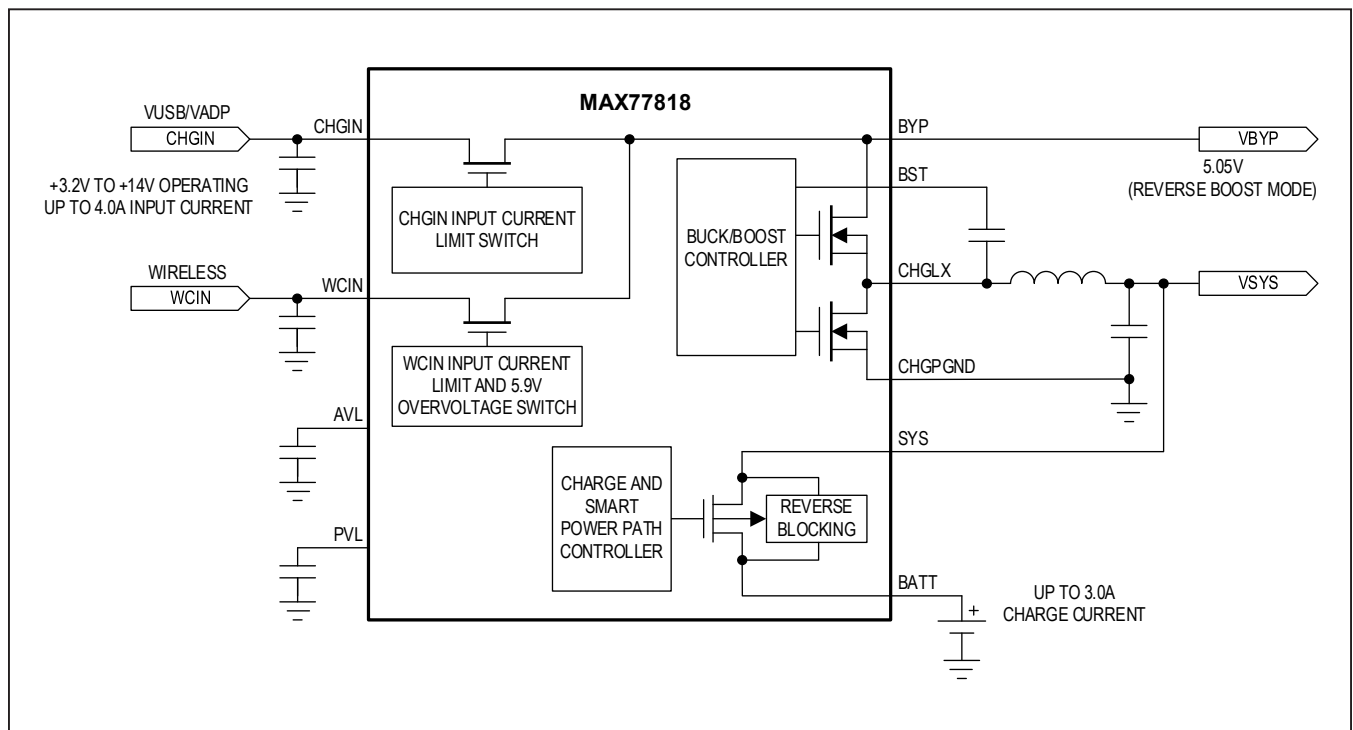 MAX77818
VUSB/VADP
CHGIN
CHGIN
+3.2V TO +14V OPERATING
UP TO 4.0A INPUT CURRENT
CHGIN INPUT CURRENT
LIMIT SWITCH
WIRELESS
WCIN
WCIN
WCIN INPUT CURRENT
LIMIT AND 5.9V
OVERVOLTAGE SWITCH
AVL
PVL
BUCK/BOOST
CONTROLLER
CHARGE AND
SMART
POWER PATH
CONTROLLER
REVERSE
BLOCKING
BYP
BST
CHGLX
CHGPGND
SYS
BATT
VBYP
5.05V
(REVERSE BOOST MODE)
VSYS
+
UP TO 3.0A
CHARGE CURRENT